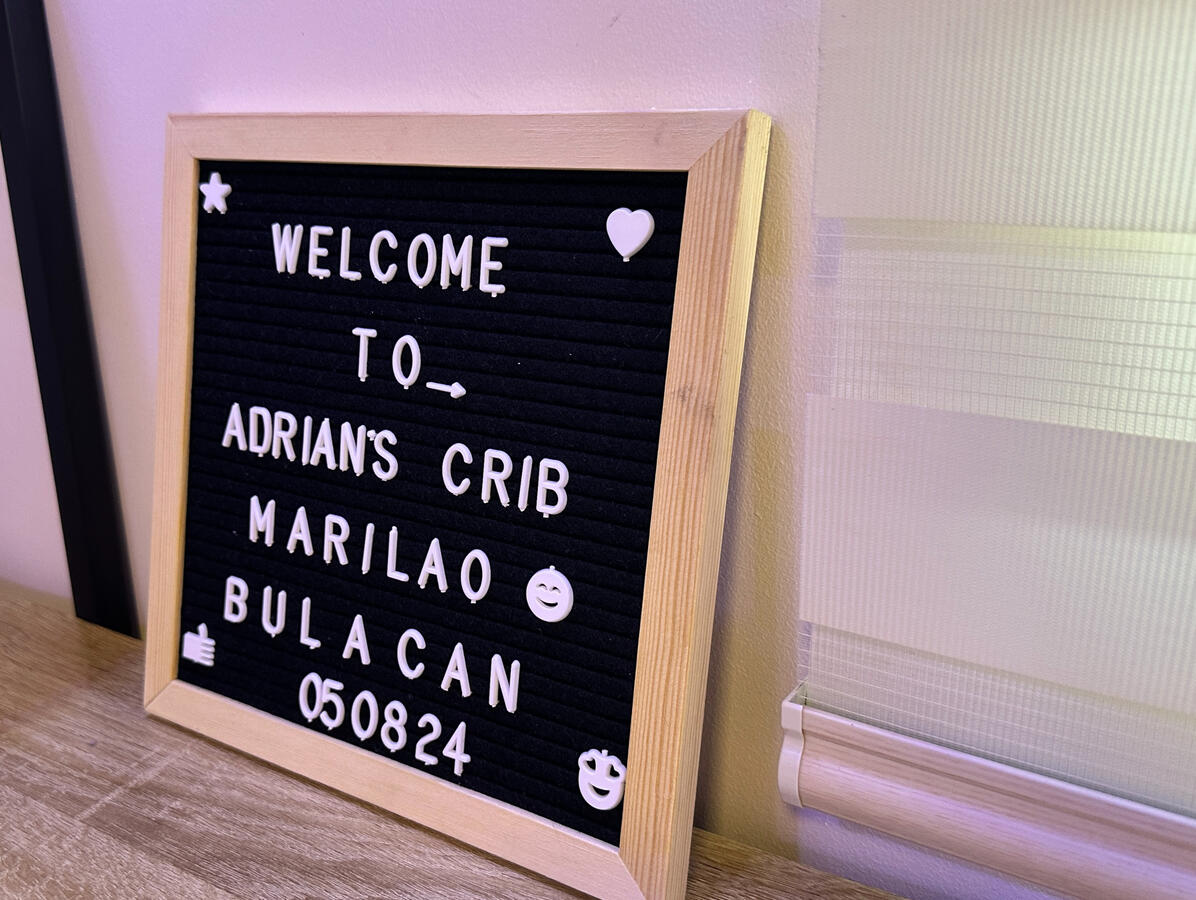 WELCOME
TO→
ADRIAN'S CRIB
MARILAO
BULACAN
050824